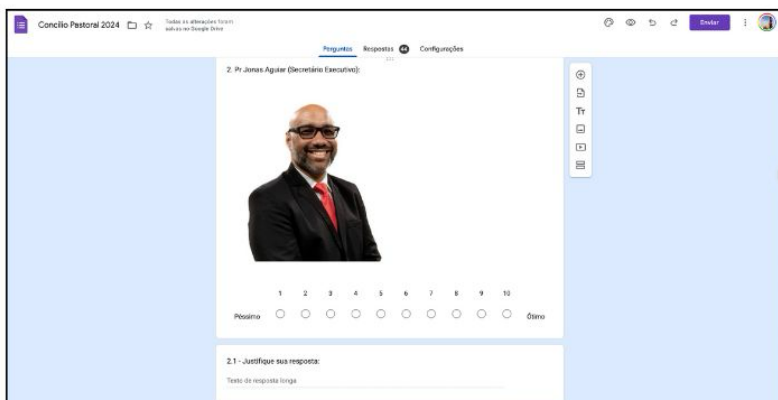 Concílio Pastoral 2024
Todas as alterações foram
salvas no Google Drive
Enviar
Perguntas Respostas 44 Configurações
2. Pr Jonas Aguiar (Secretário Executivo):
Tт
1 2 3 4 5 6 7 8 9 10
Péssimo Ótimo
2.1 - Justifique sua resposta:
Texto de resposta longa